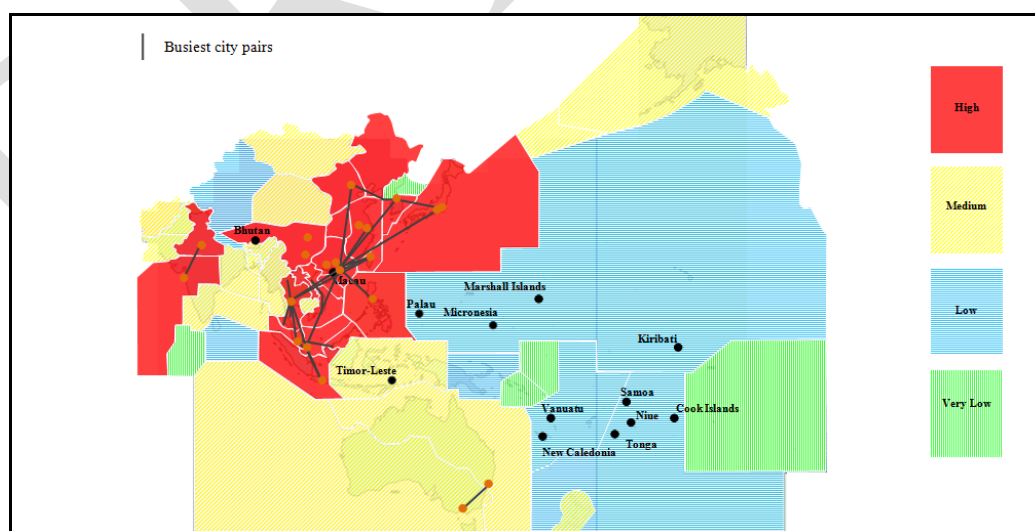 Busiest city pairs
High
Medium
Bhutan
Macau
Marshall Islands
Palau
Micronesia
Low
Kiribati
Timor-Leste
Samoa
Vanuatu
Niue
Cook Islands
Very Low
New Caledonia
Tonga